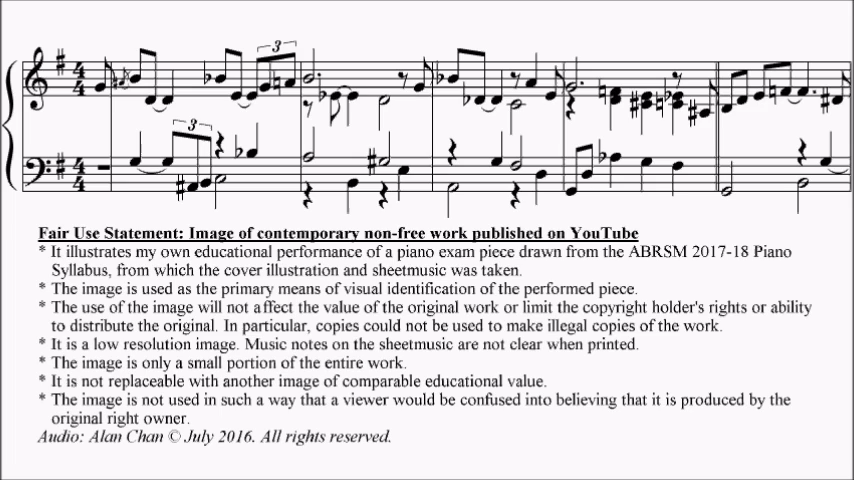 4
4
3
3
4
4
Fair Use Statement: Image of contemporary non-free work published on YouTube
* It illustrates my own educational performance of a piano exam piece drawn from the ABRSM 2017-18 Piano
Syllabus, from which the cover illustration and sheetmusic was taken.
* The image is used as the primary means of visual identification of the performed piece.
* The use of the image will not affect the value of the original work or limit the copyright holder's rights or ability
to distribute the original. In particular, copies could not be used to make illegal copies of the work.
* It is a low resolution image. Music notes on the sheetmusic are not clear when printed.
* The image is only a small portion of the entire work.
* It is not replaceable with another image of comparable educational value.
* The image is not used in such a way that a viewer would be confused into believing that it is produced by the
original right owner.
Audio: Alan Chan © July 2016. All rights reserved.